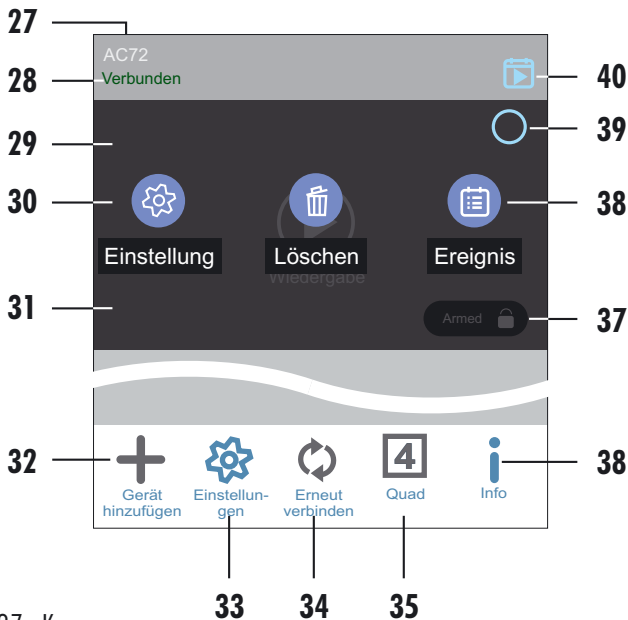 27
AC72
28
Verbunden
40
39
29
30
38
Einstellung
Löschen
Ereignis
Wiedergabe
31
Armed
37
32
38
Gerät
hinzufügen
Einstellun-
gen
Erneut
verbinden
4
Quad
Info
33
34
35